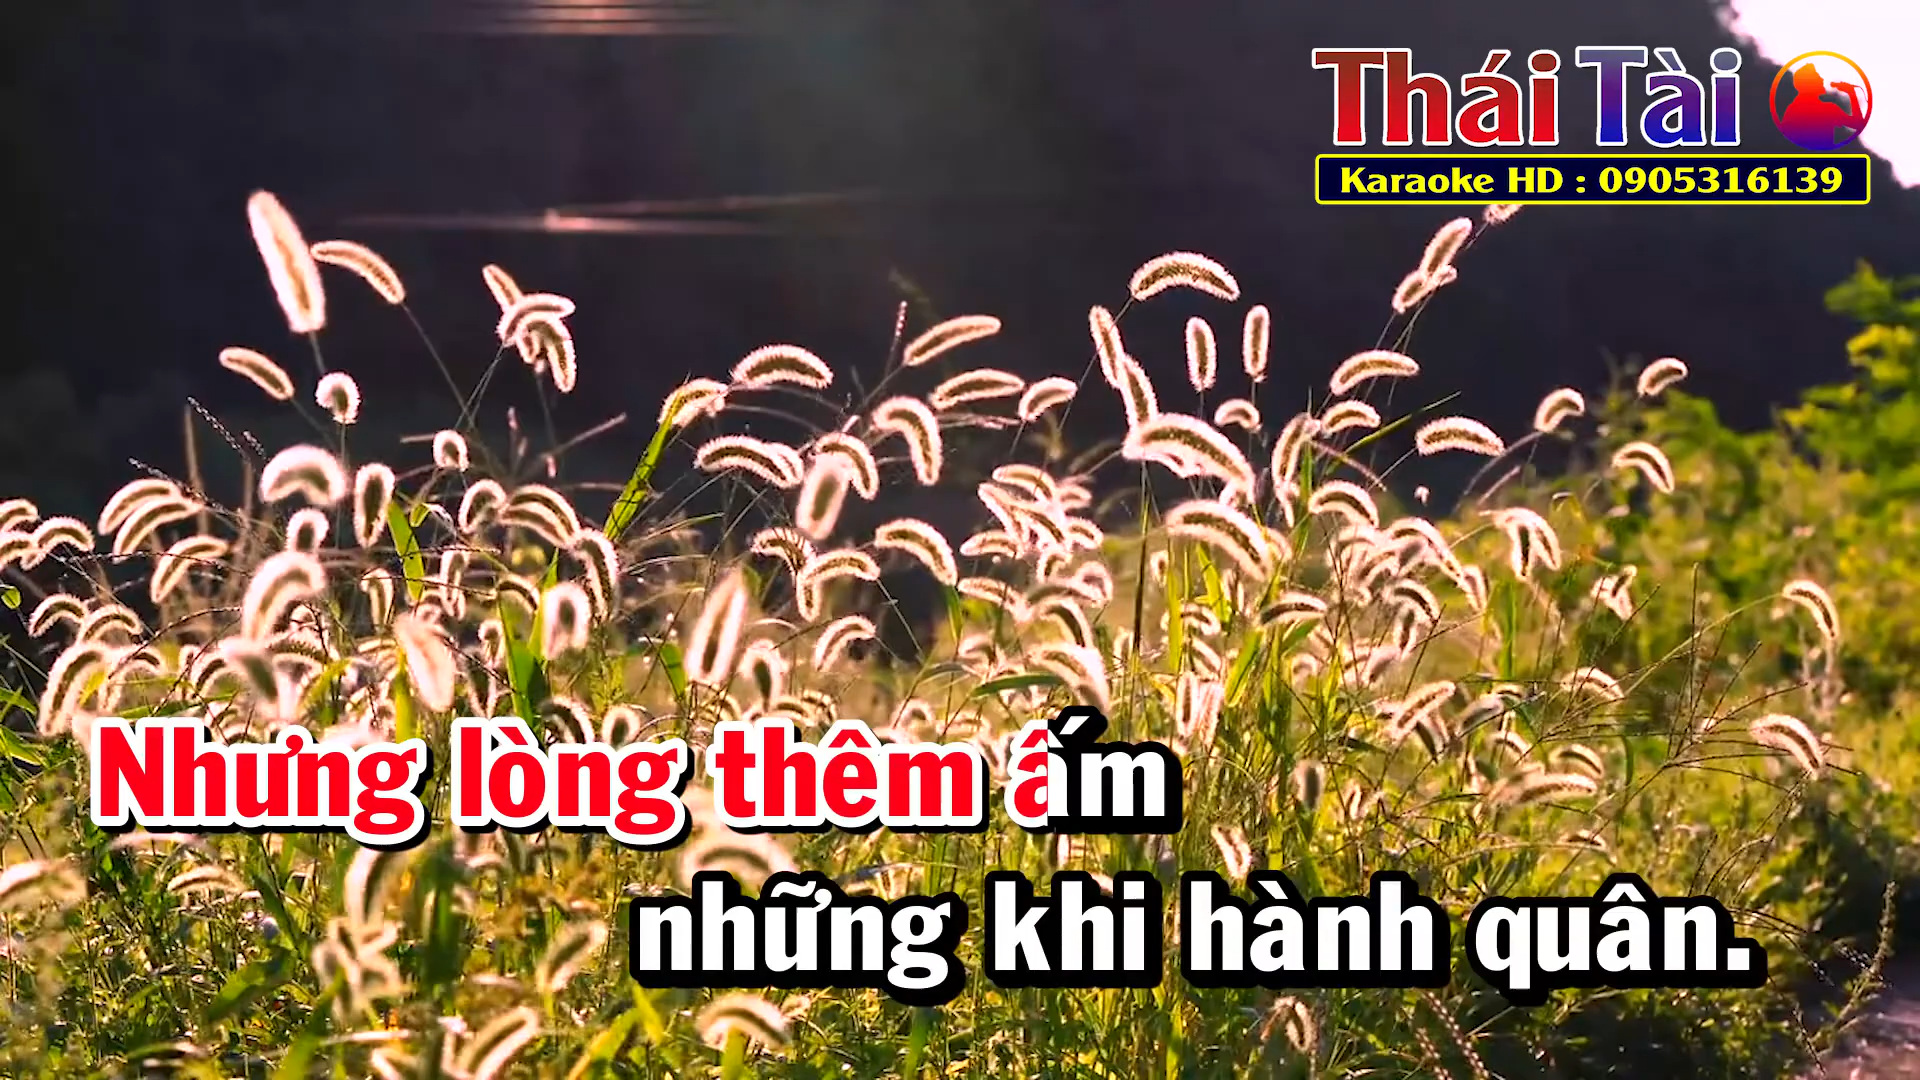 Thái Tài
Karaoke HD : 0905316139
Nhưng lòng thêm ấm
những khi hành quân.